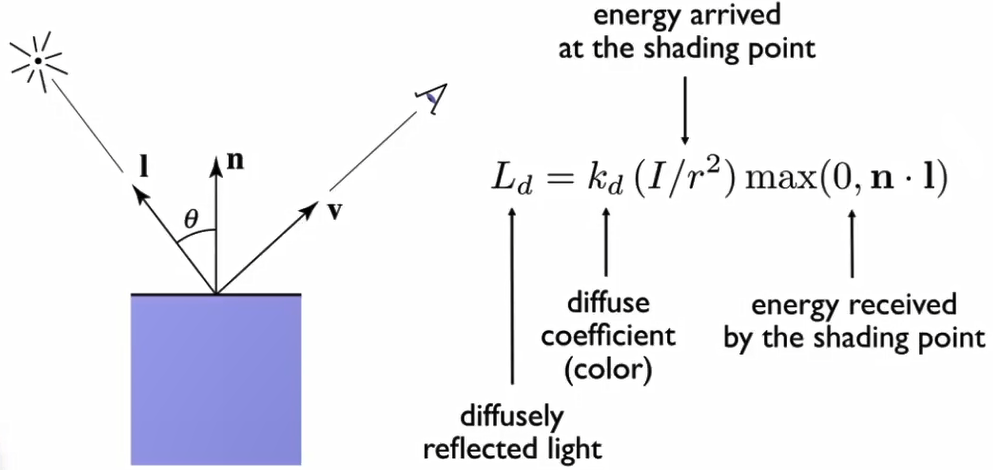 energy arrived
at the shading point
l
n
θ
v
L_d = k_d (I/r²) max(0, n · l)
diffuse
coefficient
(color)
energy received
by the shading point
diffusely
reflected light